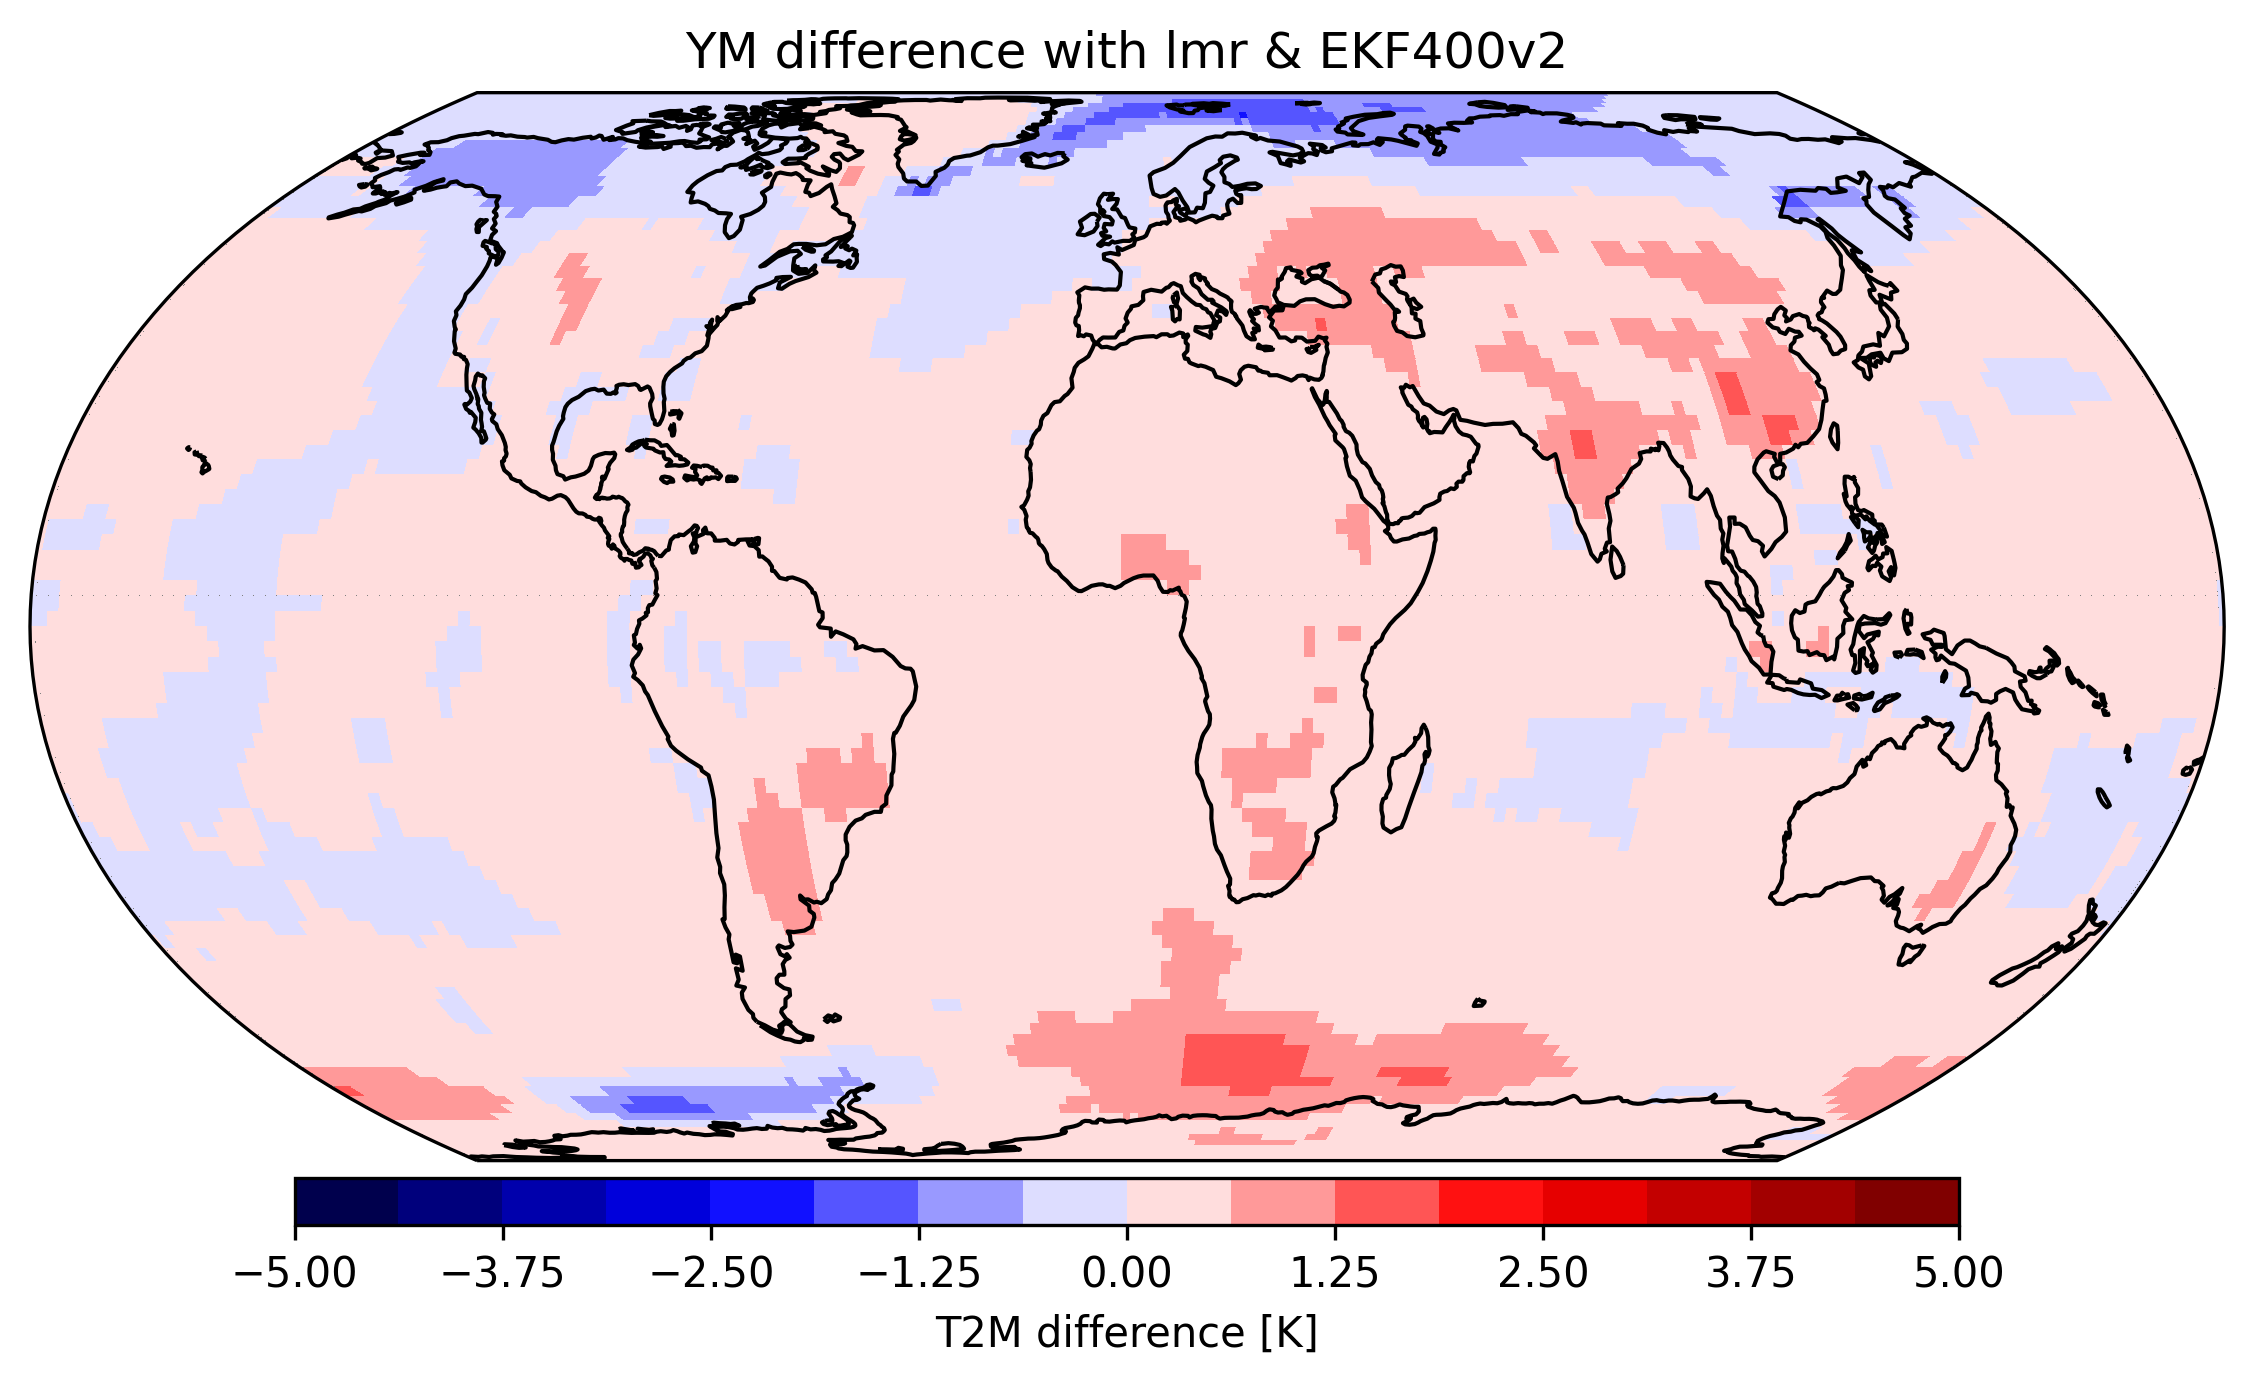 YM difference with lmr & EKF400v2
−5.00 −3.75 −2.50 −1.25 0.00 1.25 2.50 3.75 5.00
T2M difference [K]